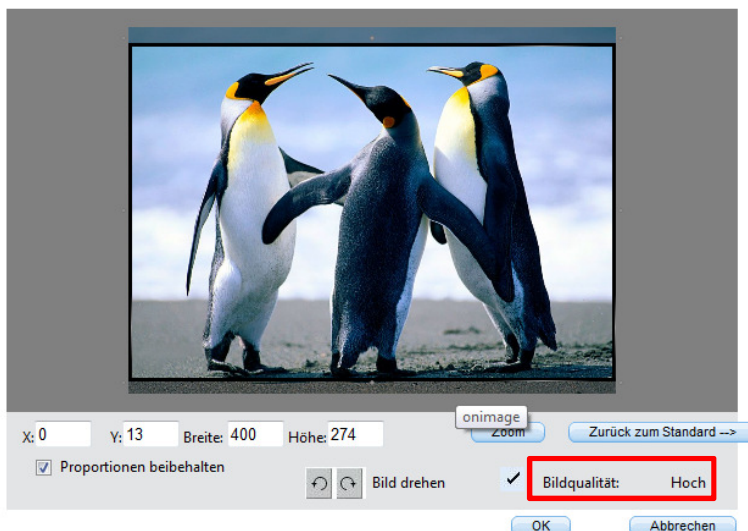 onimage
X: 0 Y: 13 Breite: 400 Höhe: 274 Zoom Zurück zum Standard -->
Proportionen beibehalten
Bild drehen Bildqualität: Hoch
OK Abbrechen